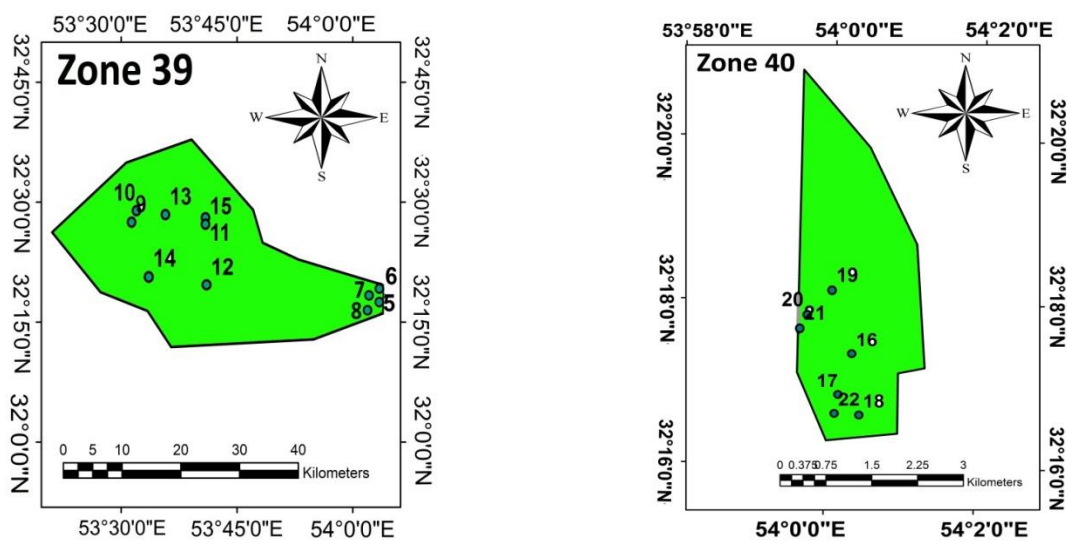 53°30'0"E 53°45'0"E 54°0'0"E
Zone 39
N
W E
S
32°45'0"N 32°45'0"N
32°30'0"N 32°30'0"N
32°15'0"N 32°15'0"N
32°0'0"N 32°0'0"N
10 9 13 15
11
14 12
6
7 5
8
0 5 10 20 30 40
Kilometers
53°30'0"E 53°45'0"E 54°0'0"E
53°58'0"E 54°0'0"E 54°2'0"E
Zone 40
N
W E
S
32°20'0"N 32°20'0"N
32°18'0"N 32°18'0"N
32°16'0"N 32°16'0"N
19
20
21
16
17
22 18
0 0.375 0.75 1.5 2.25 3
Kilometers
54°0'0"E 54°2'0"E